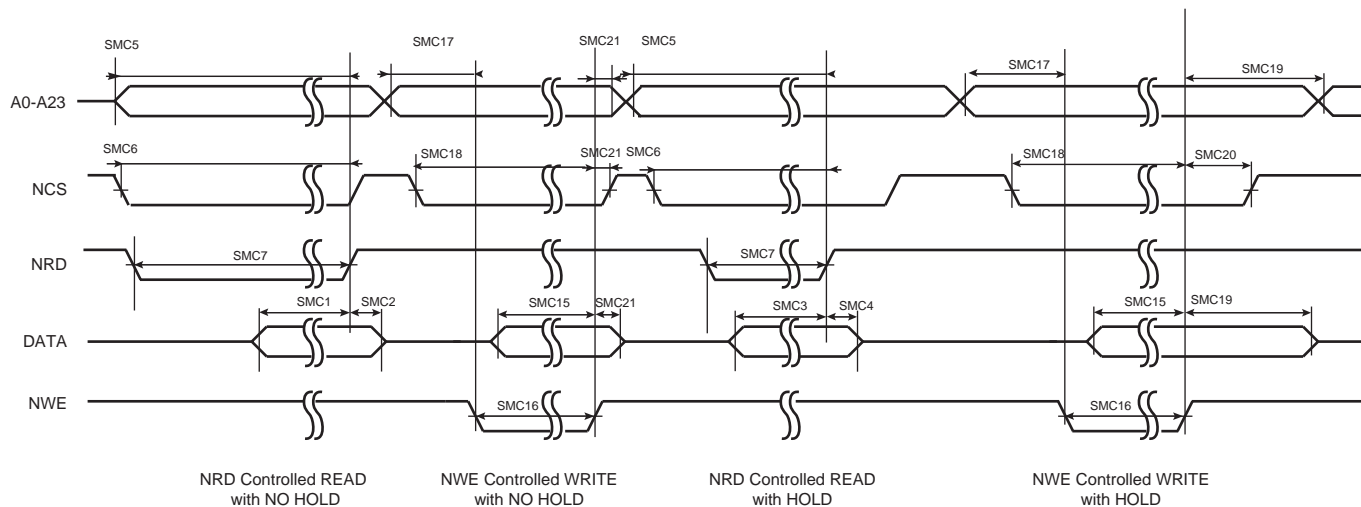 SMC5 SMC17 SMC21 SMC5 SMC17 SMC19
A0-A23
SMC6 SMC18 SMC21 SMC6 SMC18 SMC20
NCS
NRD SMC7 SMC7
SMC1 SMC2 SMC15 SMC21 SMC3 SMC4 SMC15 SMC19
DATA
NWE SMC16 SMC16
NRD Controlled READ NWE Controlled WRITE NRD Controlled READ NWE Controlled WRITE
with NO HOLD with NO HOLD with HOLD with HOLD